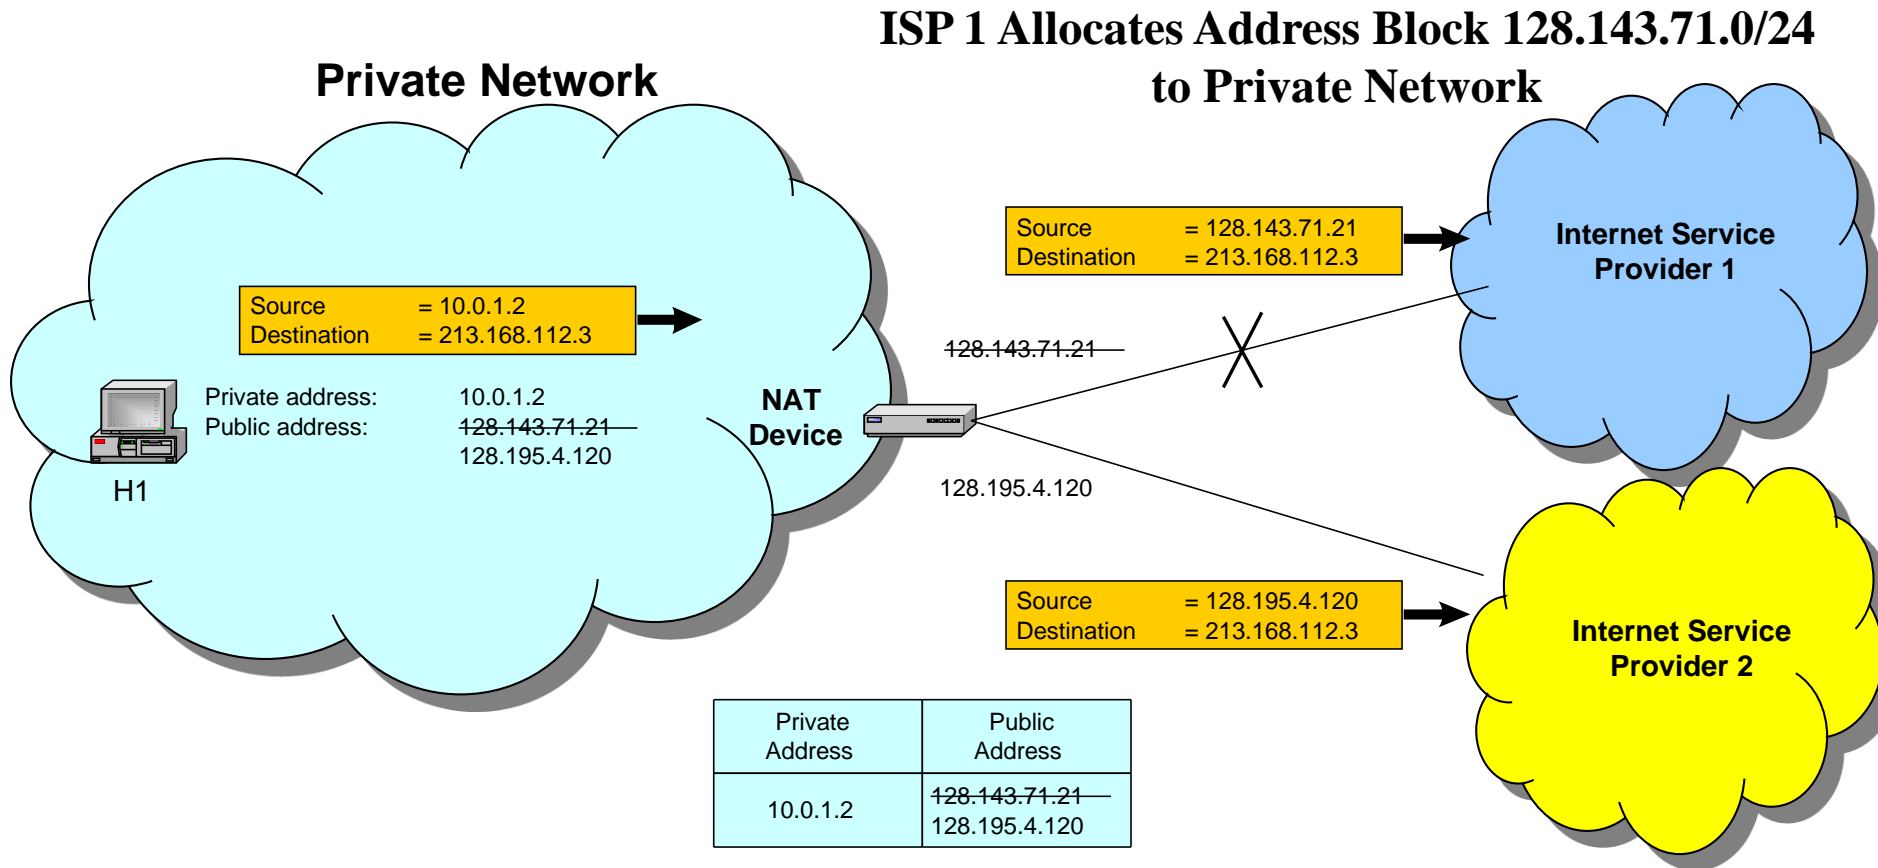 ISP 1 Allocates Address Block 128.143.71.0/24
to Private Network
Private Network
Source = 128.143.71.21
Destination = 213.168.112.3
Internet Service
Provider 1
Source = 10.0.1.2
Destination = 213.168.112.3
128.143.71.21
Private address: 10.0.1.2
Public address: 128.143.71.21
128.195.4.120
H1
NAT
Device
128.195.4.120
Source = 128.195.4.120
Destination = 213.168.112.3
Internet Service
Provider 2
Private
Address
Public
Address
10.0.1.2
128.143.71.21
128.195.4.120